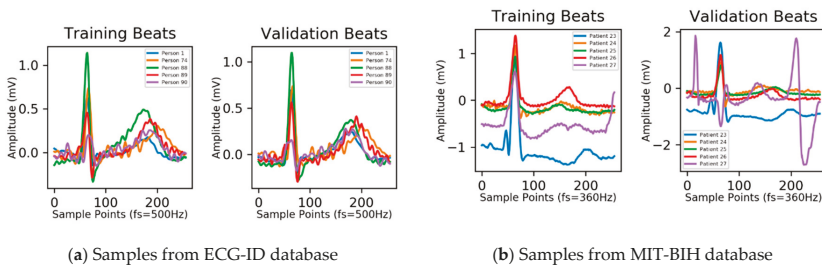 Training Beats
Amplitude (mV)
1.0
0.5
0.0
Person 1
Person 74
Person 88
Person 89
Person 90
0 100 200
Sample Points (fs=500Hz)
Validation Beats
Amplitude (mV)
1.0
0.5
0.0
Person 1
Person 74
Person 88
Person 89
Person 90
0 100 200
Sample Points (fs=500Hz)
(a) Samples from ECG-ID database
Training Beats
Amplitude (mV)
1
0
−1
Patient 23
Patient 24
Patient 25
Patient 26
Patient 27
0 100 200
Sample Points (fs=360Hz)
Validation Beats
Amplitude (mV)
2
0
−2
Patient 23
Patient 24
Patient 25
Patient 26
Patient 27
0 100 200
Sample Points (fs=360Hz)
(b) Samples from MIT-BIH database